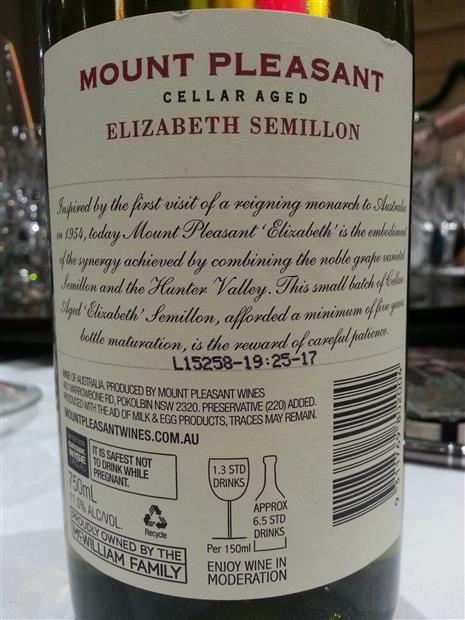 MOUNT PLEASANT
CELLAR AGED
ELIZABETH SEMILLON
Inspired by the first visit of a reigning monarch to Australia
in 1954, today Mount Pleasant 'Elizabeth' is the embodiment
of the synergy achieved by combining the noble grape varietal
Semillon and the Hunter Valley. This small batch of Cellar
Aged 'Elizabeth' Semillon, afforded a minimum of five years
bottle maturation, is the reward of careful patience.
L15258-19:25-17
WINE OF AUSTRALIA. PRODUCED BY MOUNT PLEASANT WINES
401 MARROWBONE RD, POKOLBIN NSW 2320. PRESERVATIVE (220) ADDED.
PRODUCED WITH THE AID OF MILK & EGG PRODUCTS, TRACES MAY REMAIN.
MOUNTPLEASANTWINES.COM.AU
IT IS SAFEST NOT
TO DRINK WHILE
PREGNANT.
750mL
11.0% ALC/VOL.
Recycle
PROUDLY OWNED BY THE
McWILLIAM FAMILY
1.3 STD
DRINKS
Per 150ml
APPROX
6.5 STD
DRINKS
ENJOY WINE IN
MODERATION